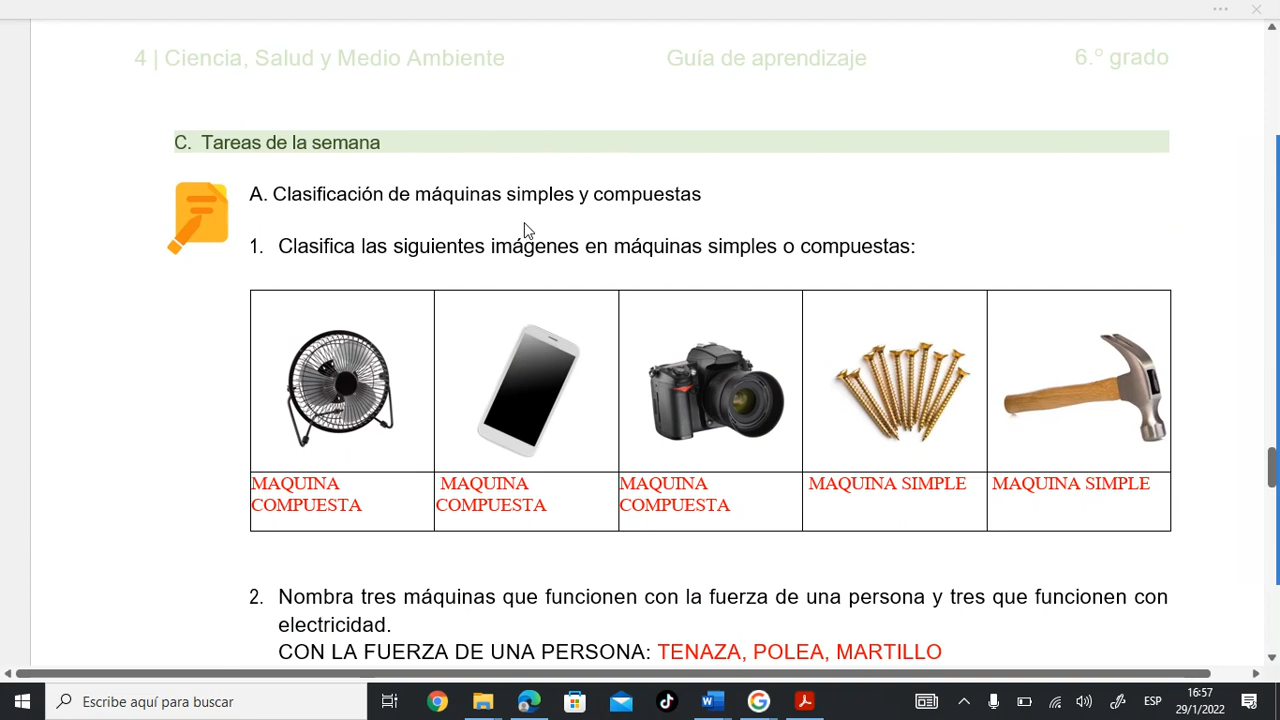 4 | Ciencia, Salud y Medio Ambiente Guía de aprendizaje 6.º grado
C. Tareas de la semana
A. Clasificación de máquinas simples y compuestas
1. Clasifica las siguientes imágenes en máquinas simples o compuestas:
MAQUINA COMPUESTA
MAQUINA COMPUESTA
MAQUINA COMPUESTA
MAQUINA SIMPLE
MAQUINA SIMPLE
2. Nombra tres máquinas que funcionen con la fuerza de una persona y tres que funcionen con
electricidad.
CON LA FUERZA DE UNA PERSONA: TENAZA, POLEA, MARTILLO
Escribe aquí para buscar
ESP
16:57
29/1/2022